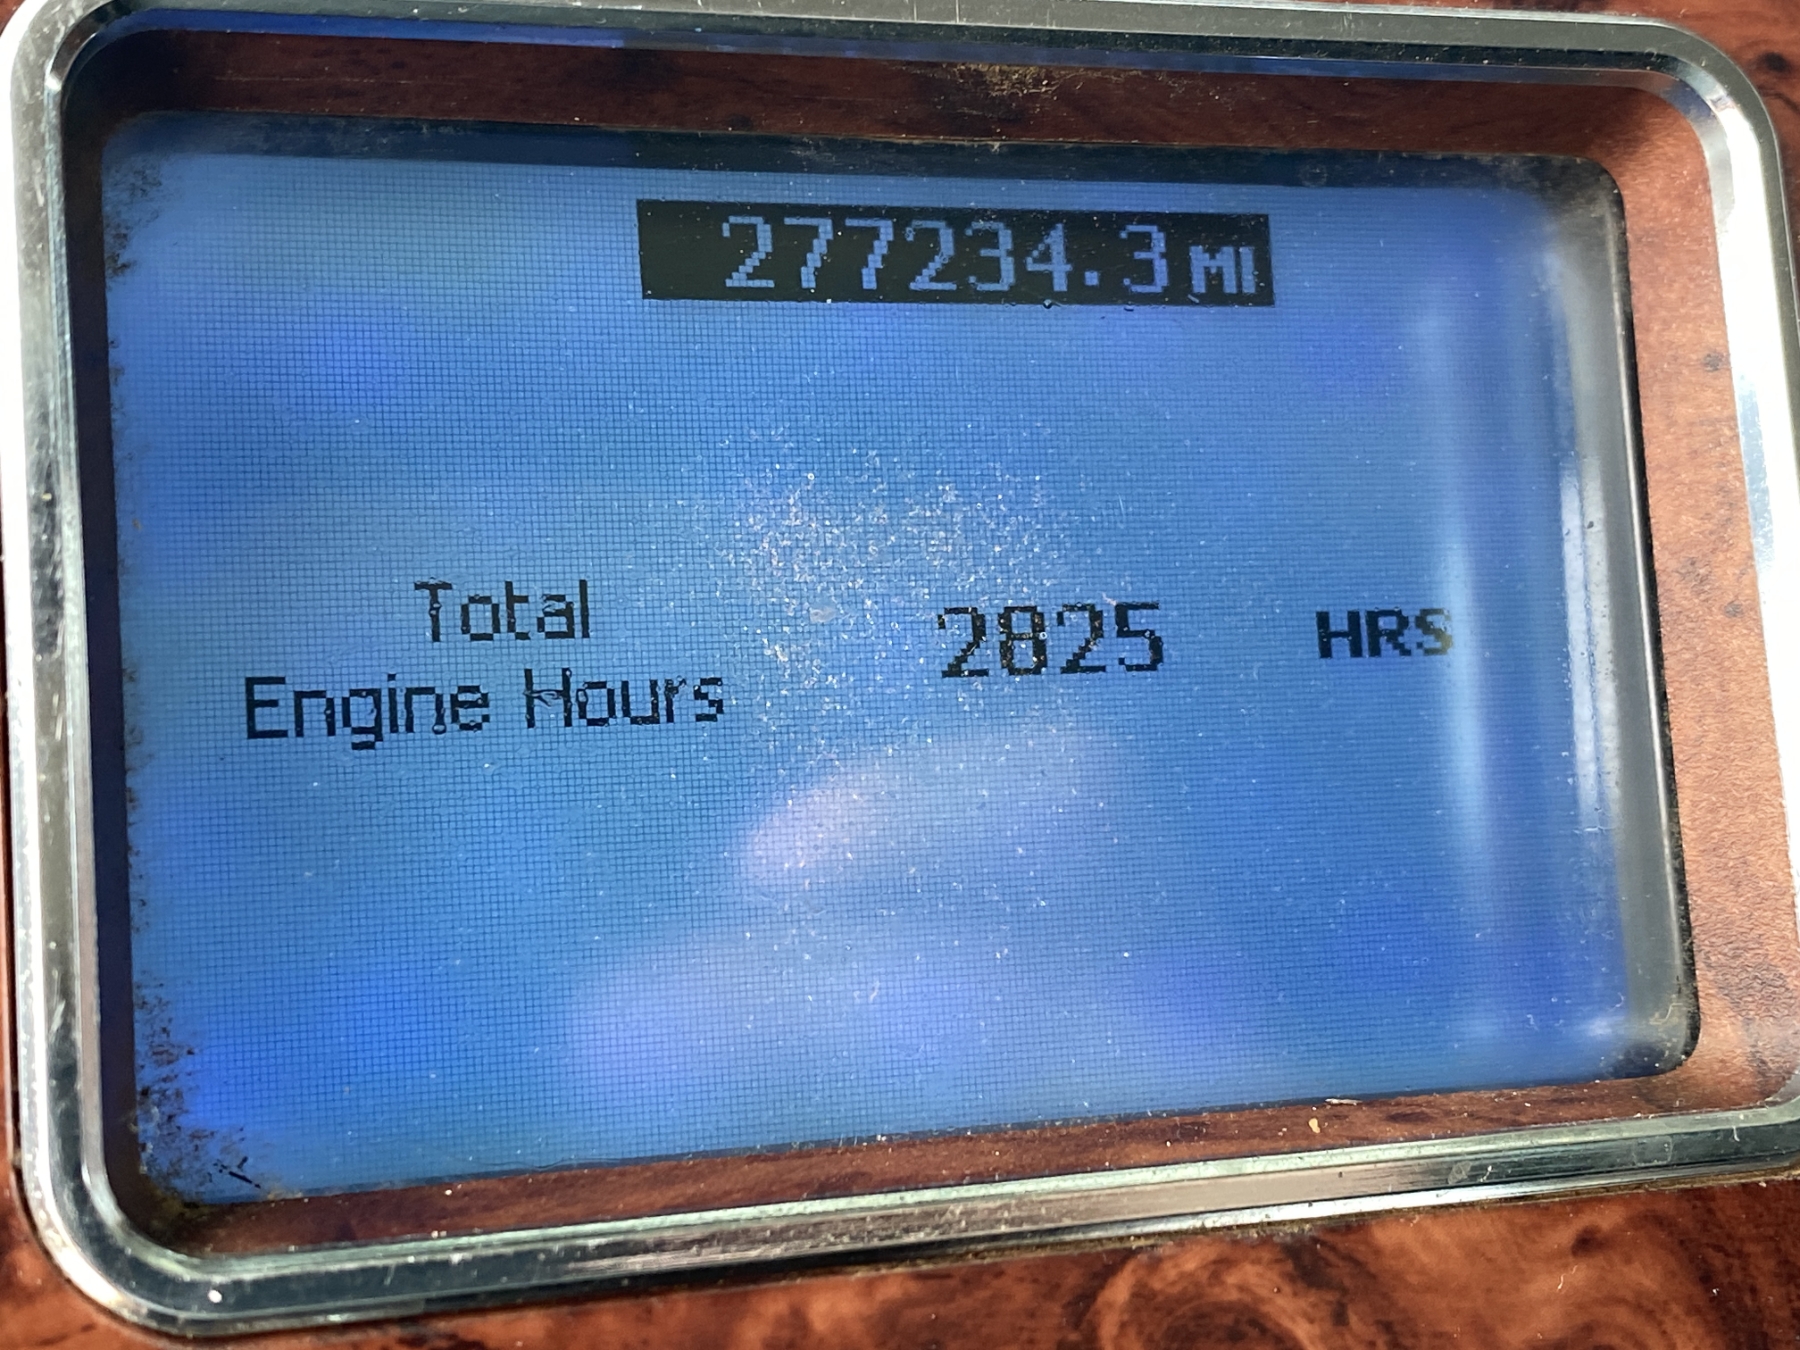 277234.3 MI
Total
Engine Hours 2825 HRS